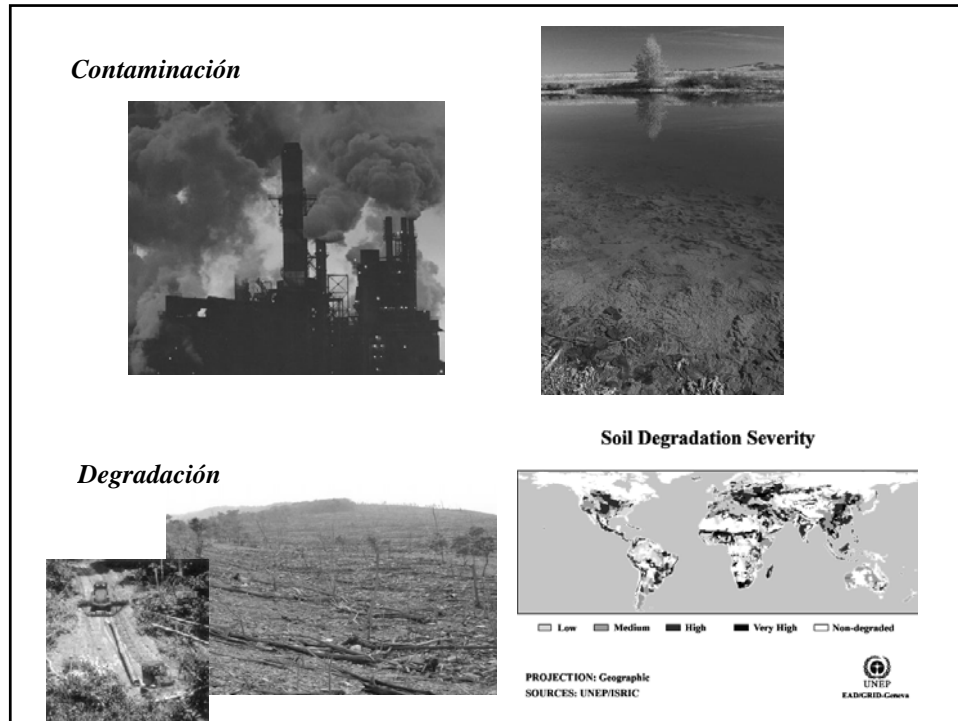 Contaminación
Soil Degradation Severity
Degradación
Low Medium High Very High Non-degraded
PROJECTION: Geographic
SOURCES: UNEP/ISRIC
UNEP
EAD/GRID-Geneva